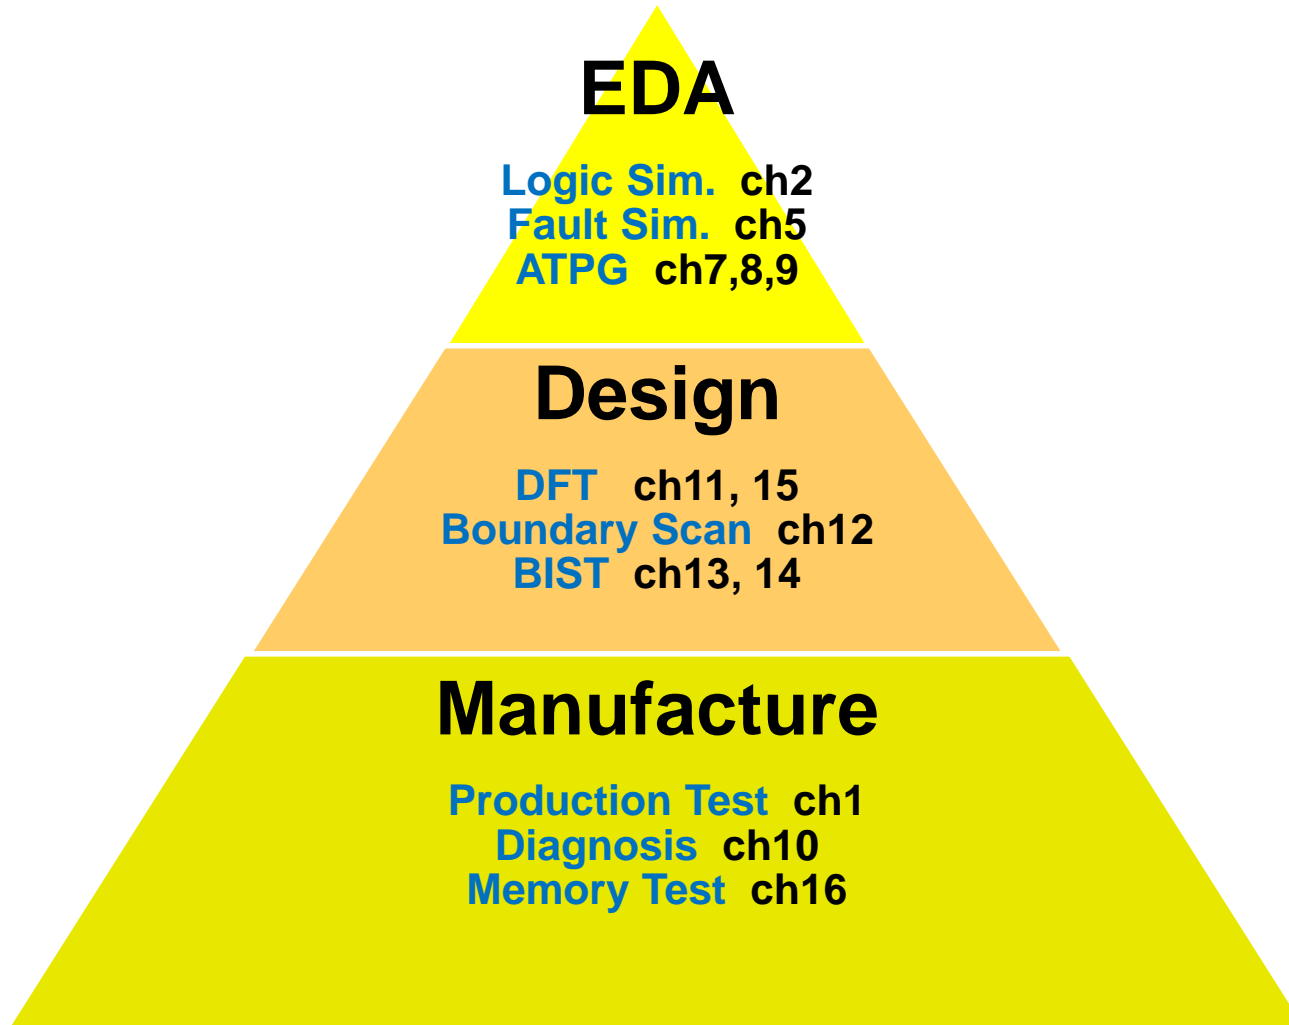 EDA
Logic Sim. ch2
Fault Sim. ch5
ATPG ch7,8,9
Design
DFT ch11, 15
Boundary Scan ch12
BIST ch13, 14
Manufacture
Production Test ch1
Diagnosis ch10
Memory Test ch16